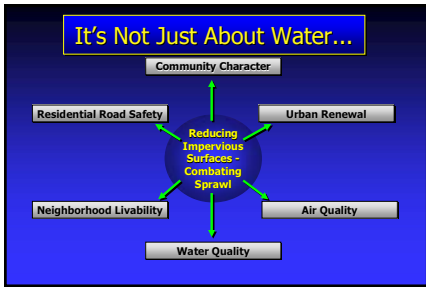 It's Not Just About Water...
Community Character
Residential Road Safety
Urban Renewal
Reducing
Impervious
Surfaces -
Combating
Sprawl
Neighborhood Livability
Air Quality
Water Quality